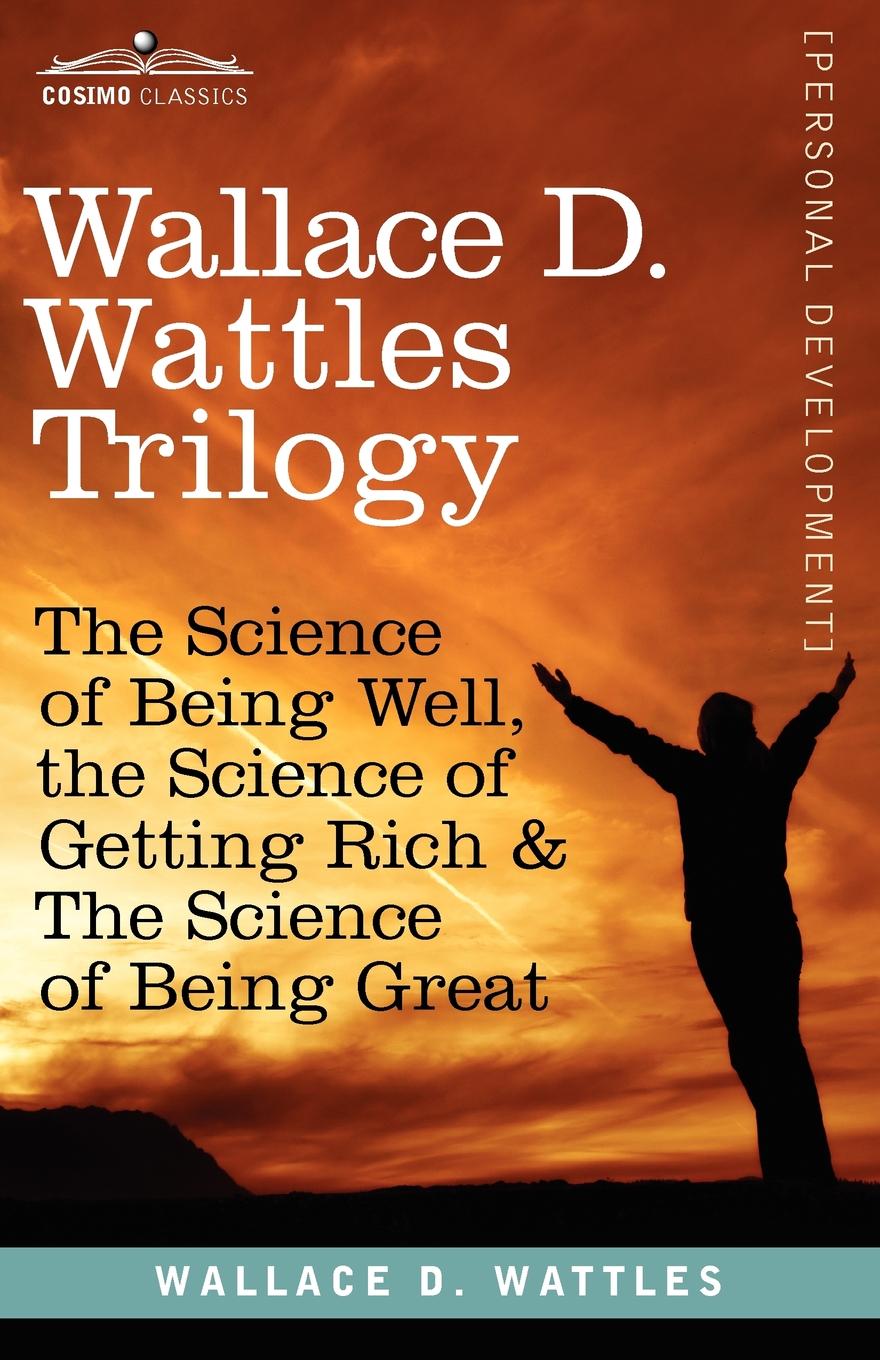 COSIMO CLASSICS
[PERSONAL DEVELOPMENT]
Wallace D.
Wattles
Trilogy
The Science
of Being Well,
the Science of
Getting Rich &
The Science
of Being Great
WALLACE D. WATTLES